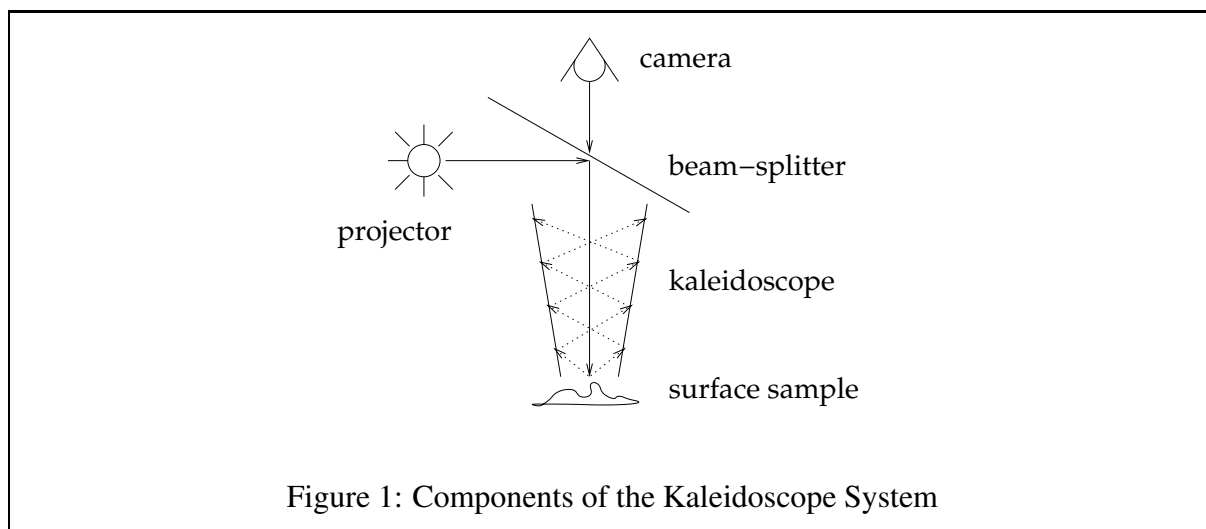 camera
beam–splitter
projector
kaleidoscope
surface sample
Figure 1: Components of the Kaleidoscope System